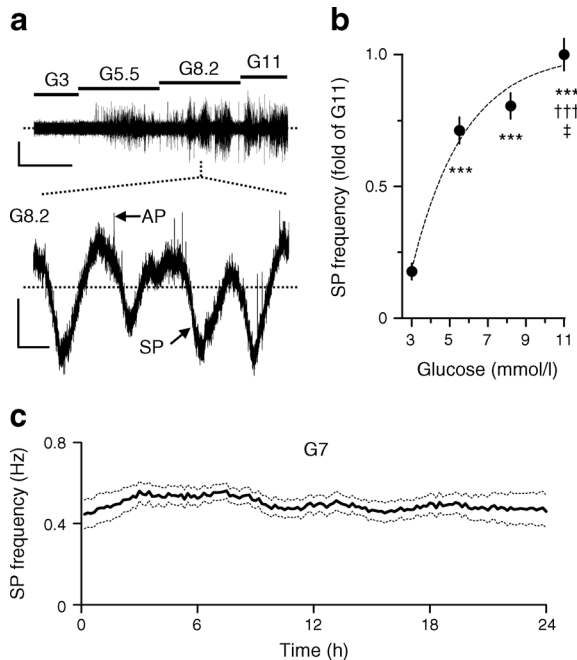 a
G3 G5.5 G8.2 G11
G8.2
AP
SP
b
SP frequency (fold of G11)
1.0
0.5
0
***
***
***
†††
‡
3 5 7 9 11
Glucose (mmol/l)
c
G7
SP frequency (Hz)
0.8
0.4
0
0 6 12 18 24
Time (h)